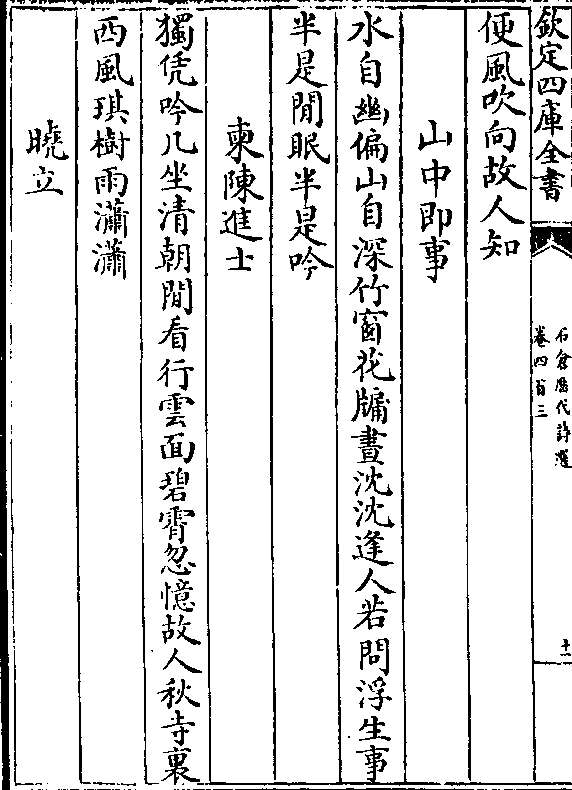 欽定四庫全書
石倉歷代詩選
卷四百三
十一
便風吹向故人知
山中即事
水自幽偏山自深竹窗花牖晝沈沈逢人若問浮生事
半是閒眠半是吟
柬陳進士
獨凭吟几坐清朝閒看行雲面碧霄忽憶故人秋寺裏
西風琪樹雨瀟瀟
曉立